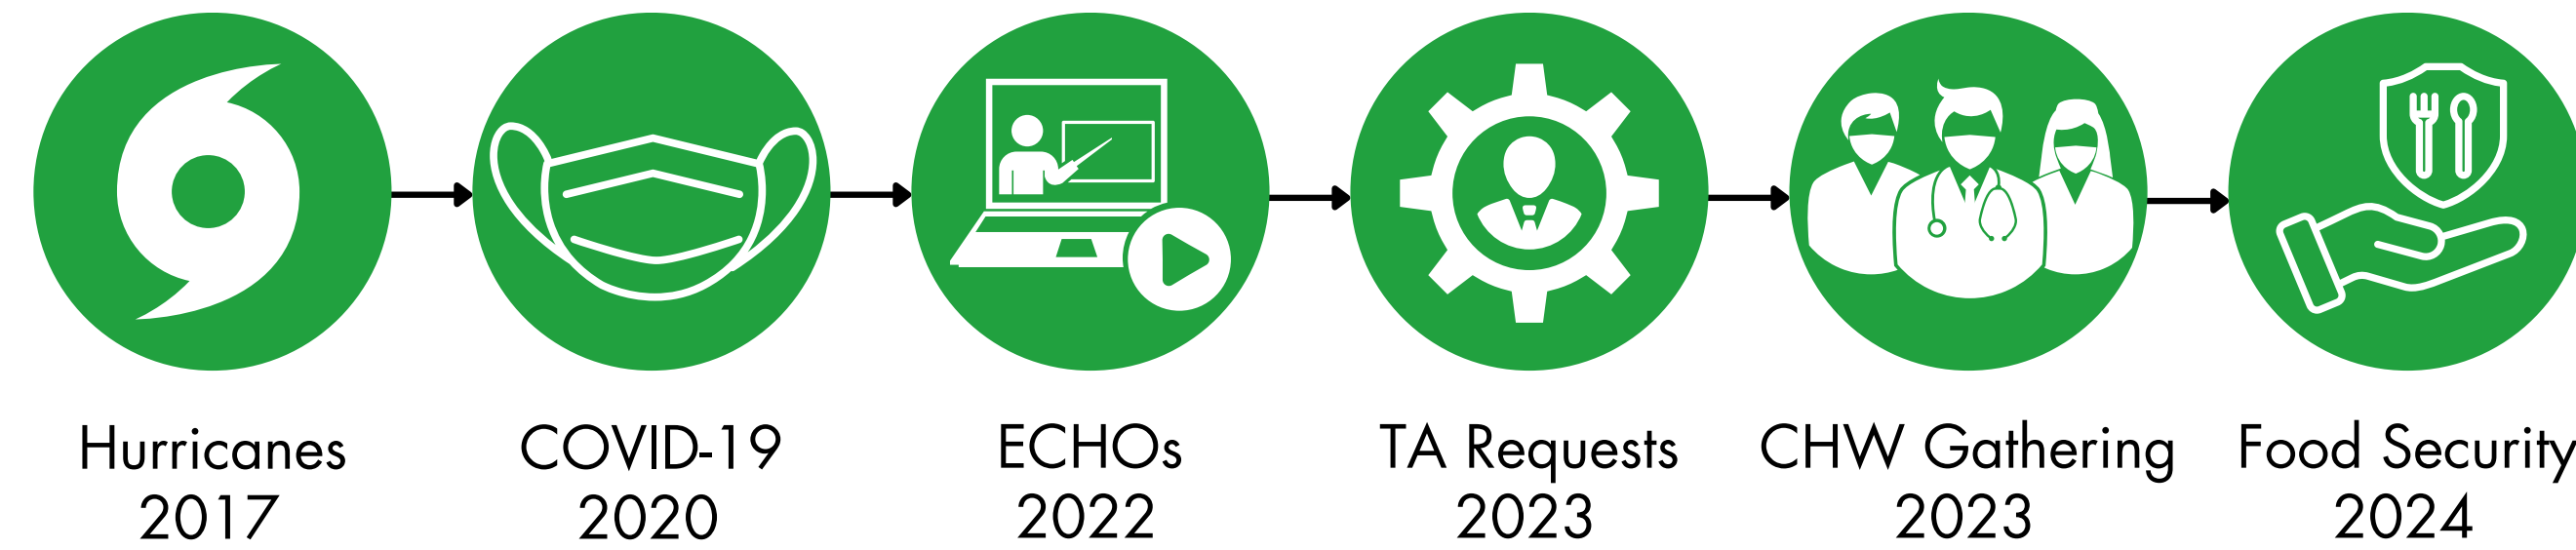 Hurricanes
2017
COVID-19
2020
ECHOs
2022
TA Requests
2023
CHW Gathering
2023
Food Security
2024